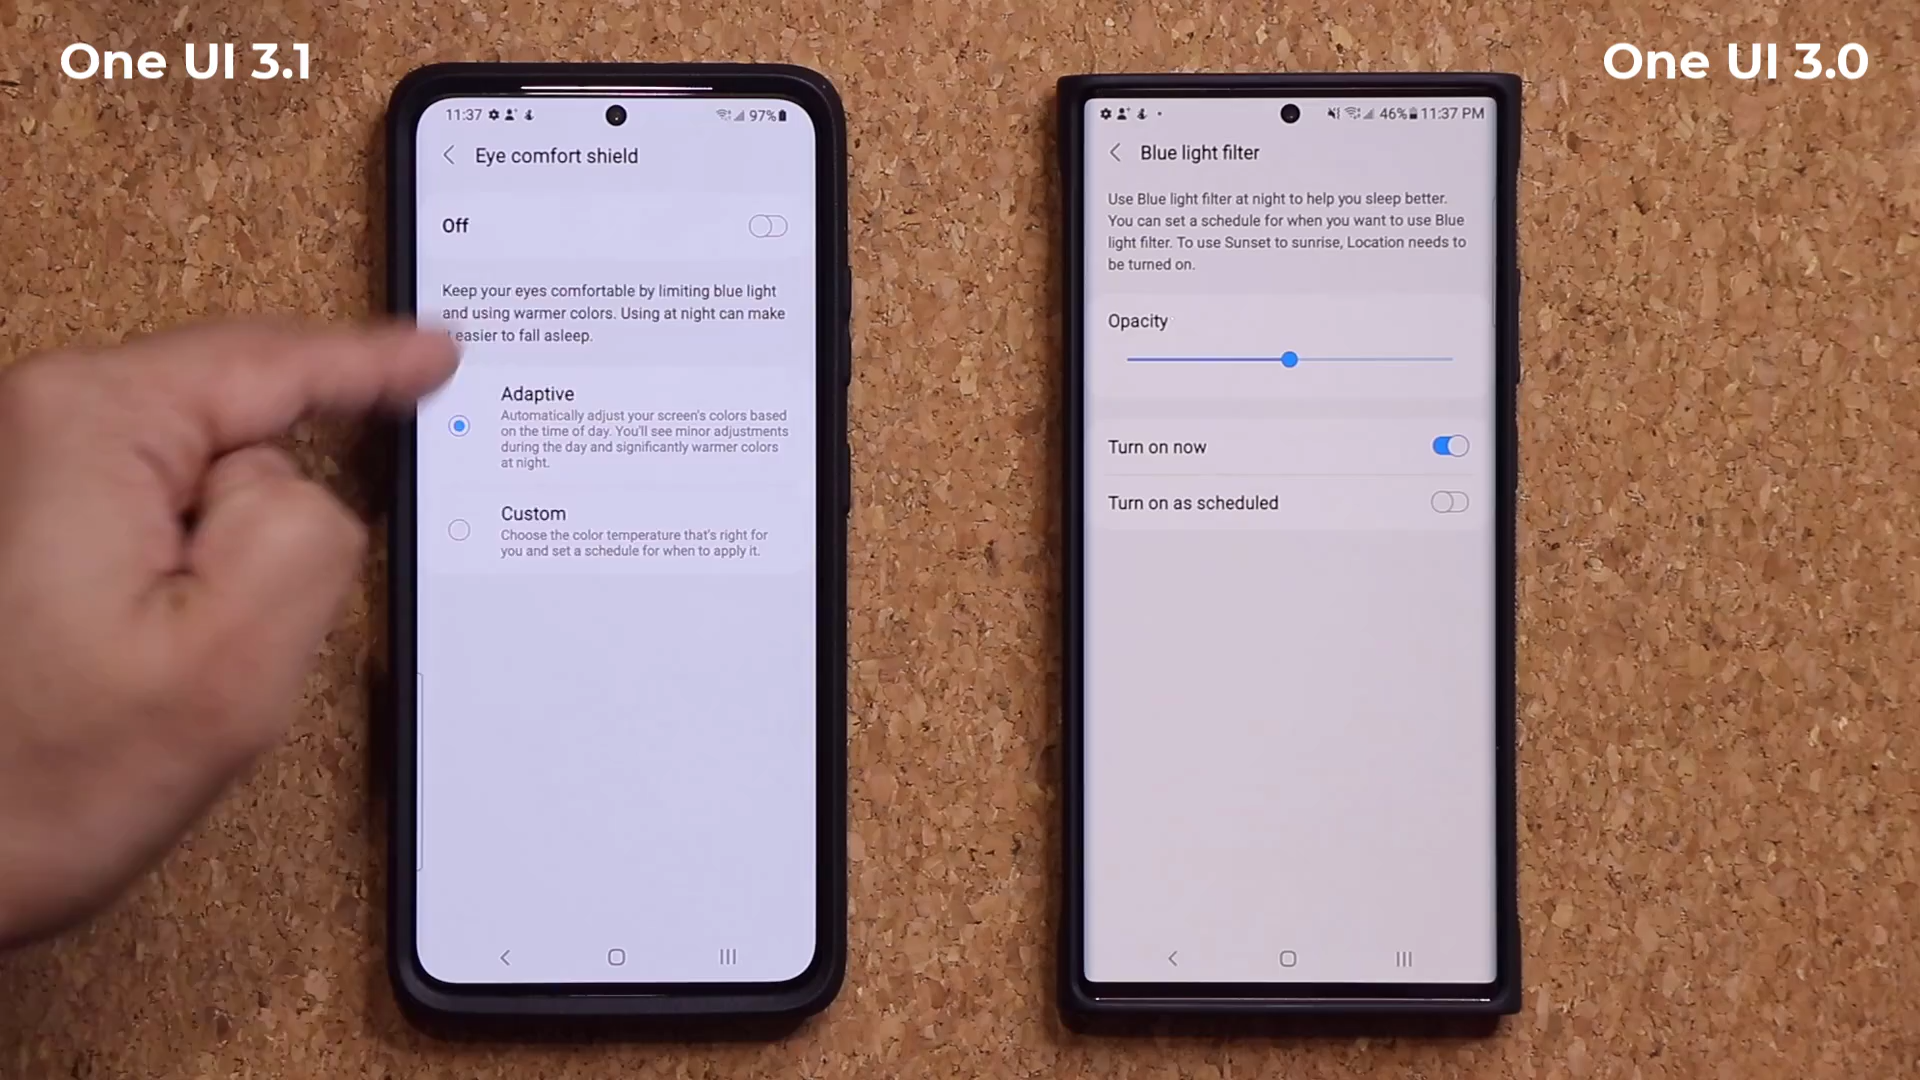 One UI 3.1
One UI 3.0
11:37
97%
Eye comfort shield
Off
Keep your eyes comfortable by limiting blue light
and using warmer colors. Using at night can make
easier to fall asleep.
Adaptive
Automatically adjust your screen's colors based
on the time of day. You'll see minor adjustments
during the day and significantly warmer colors
at night.
Custom
Choose the color temperature that's right for
you and set a schedule for when to apply it.
46% 11:37 PM
Blue light filter
Use Blue light filter at night to help you sleep better.
You can set a schedule for when you want to use Blue
light filter. To use Sunset to sunrise, Location needs to
be turned on.
Opacity
Turn on now
Turn on as scheduled